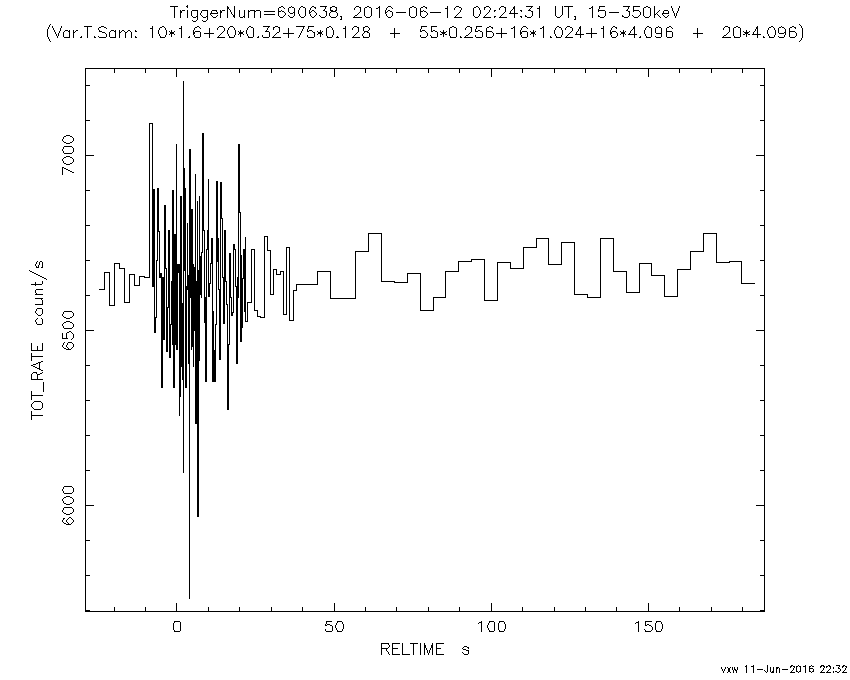 TriggerNum=690638, 2016-06-12 02:24:31 UT, 15-350keV
(Var.T.Sam: 10*1.6+20*0.32+75*0.128 + 55*0.256+16*1.024+16*4.096 + 20*4.096)
7000
6500
6000
TOT_RATE count/s
0 50 100 150
RELTIME s
vxw 11-Jun-2016 22:32